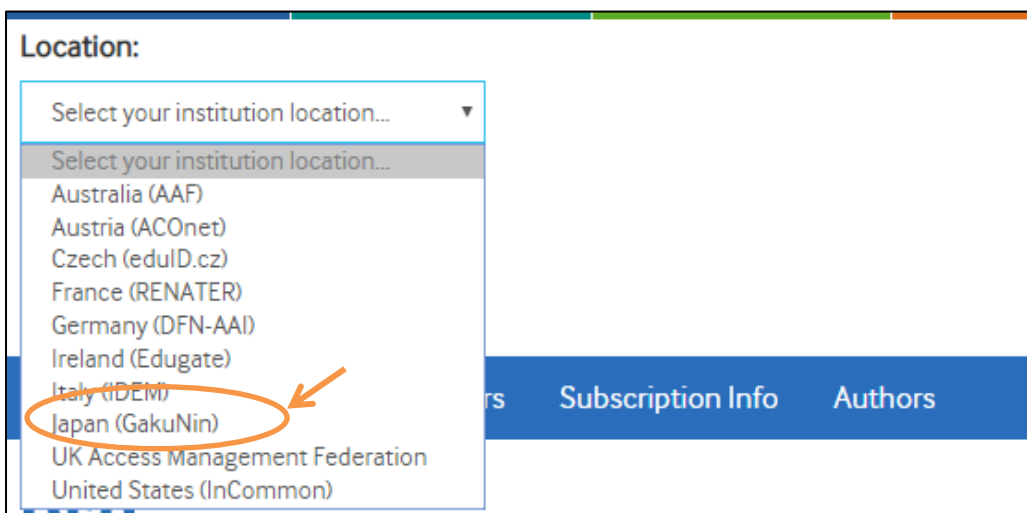 Location:
Select your institution location...
Select your institution location...
Australia (AAF)
Austria (ACOnet)
Czech (eduID.cz)
France (RENATER)
Germany (DFN-AAI)
Ireland (Edugate)
Italy (IDEM)
rs Subscription Info Authors
Japan (GakuNin)
UK Access Management Federation
United States (InCommon)